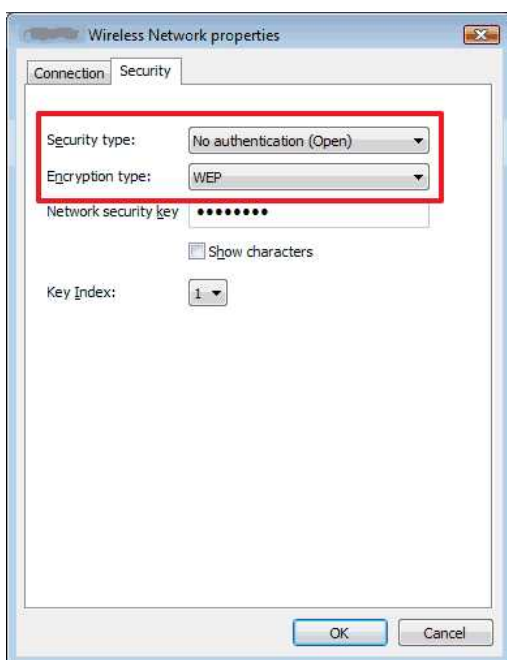 Wireless Network properties
Connection Security
Security type: No authentication (Open)
Encryption type: WEP
Network security key ••••••••
Show characters
Key Index: 1
OK Cancel